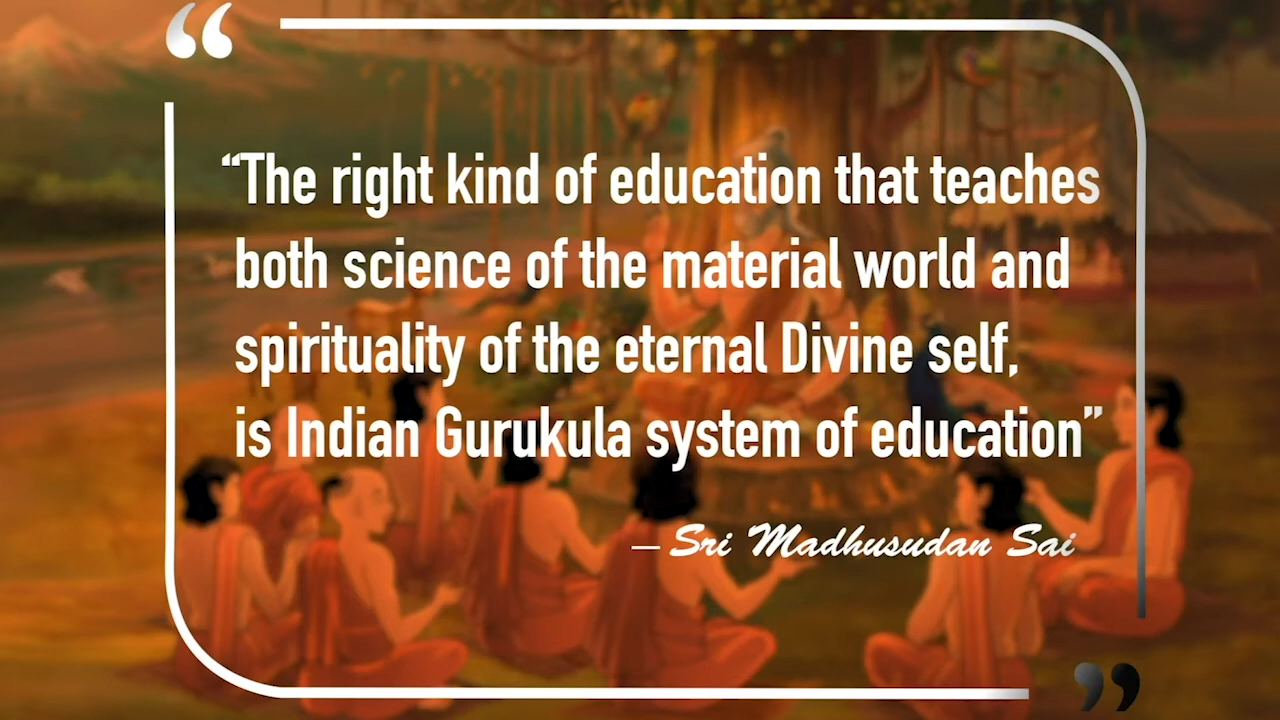 “The right kind of education that teaches
both science of the material world and
spirituality of the eternal Divine self,
is Indian Gurukula system of education”
– Sri Madhusudan Sai